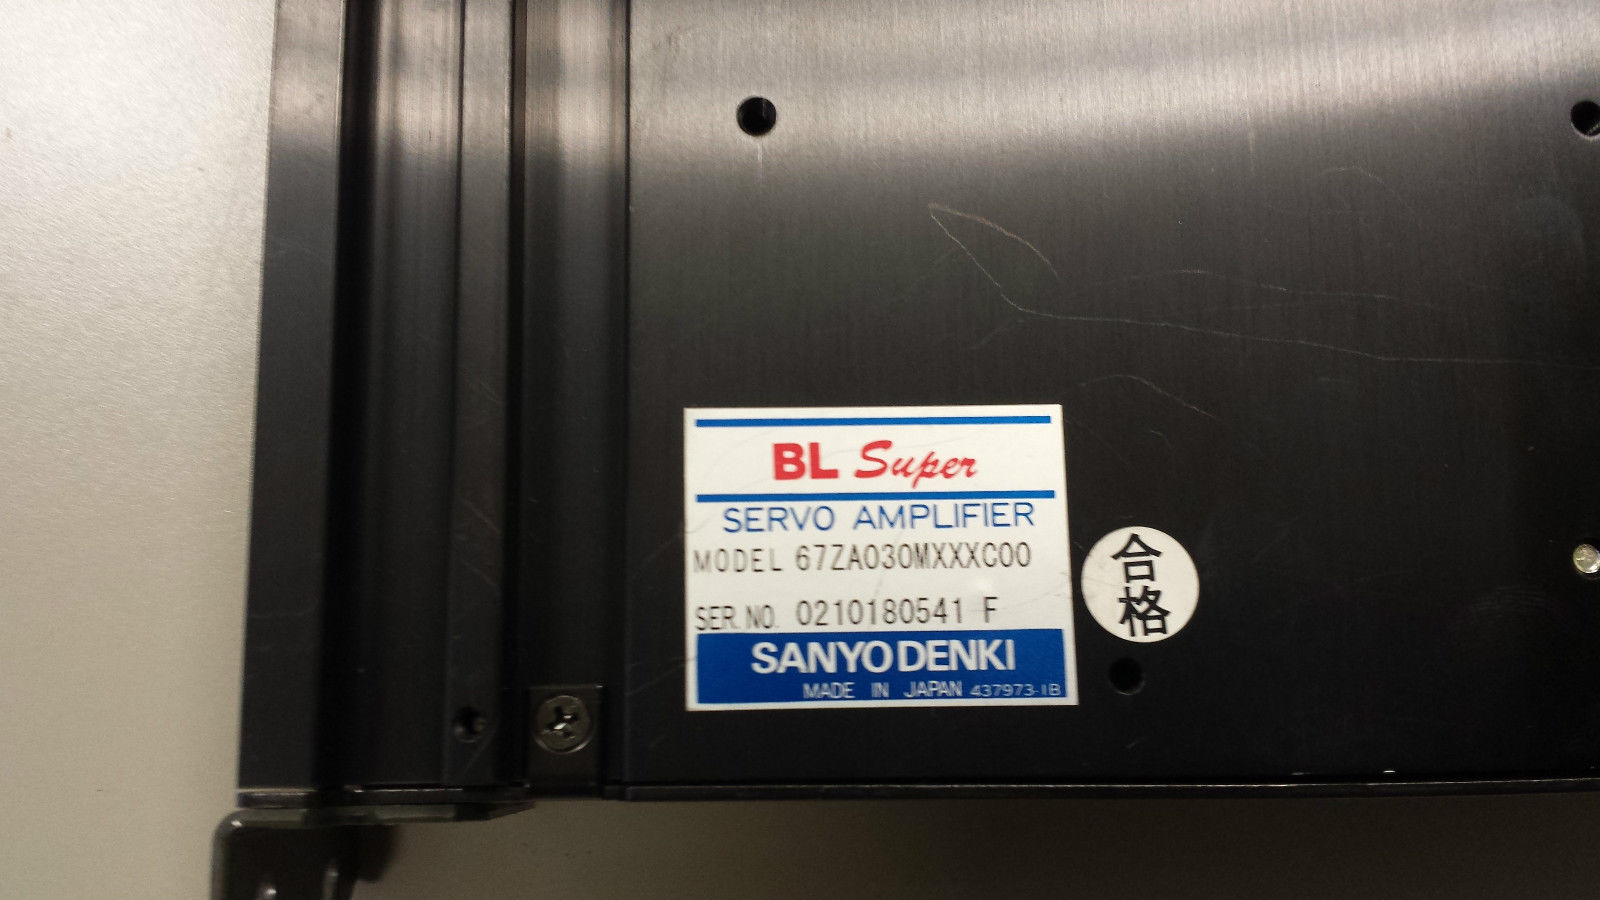 BL Super
SERVO AMPLIFIER
MODEL 67ZA030MXXXC00
SER.NO. 0210180541 F
SANYO DENKI
MADE IN JAPAN 437973-1B
合格